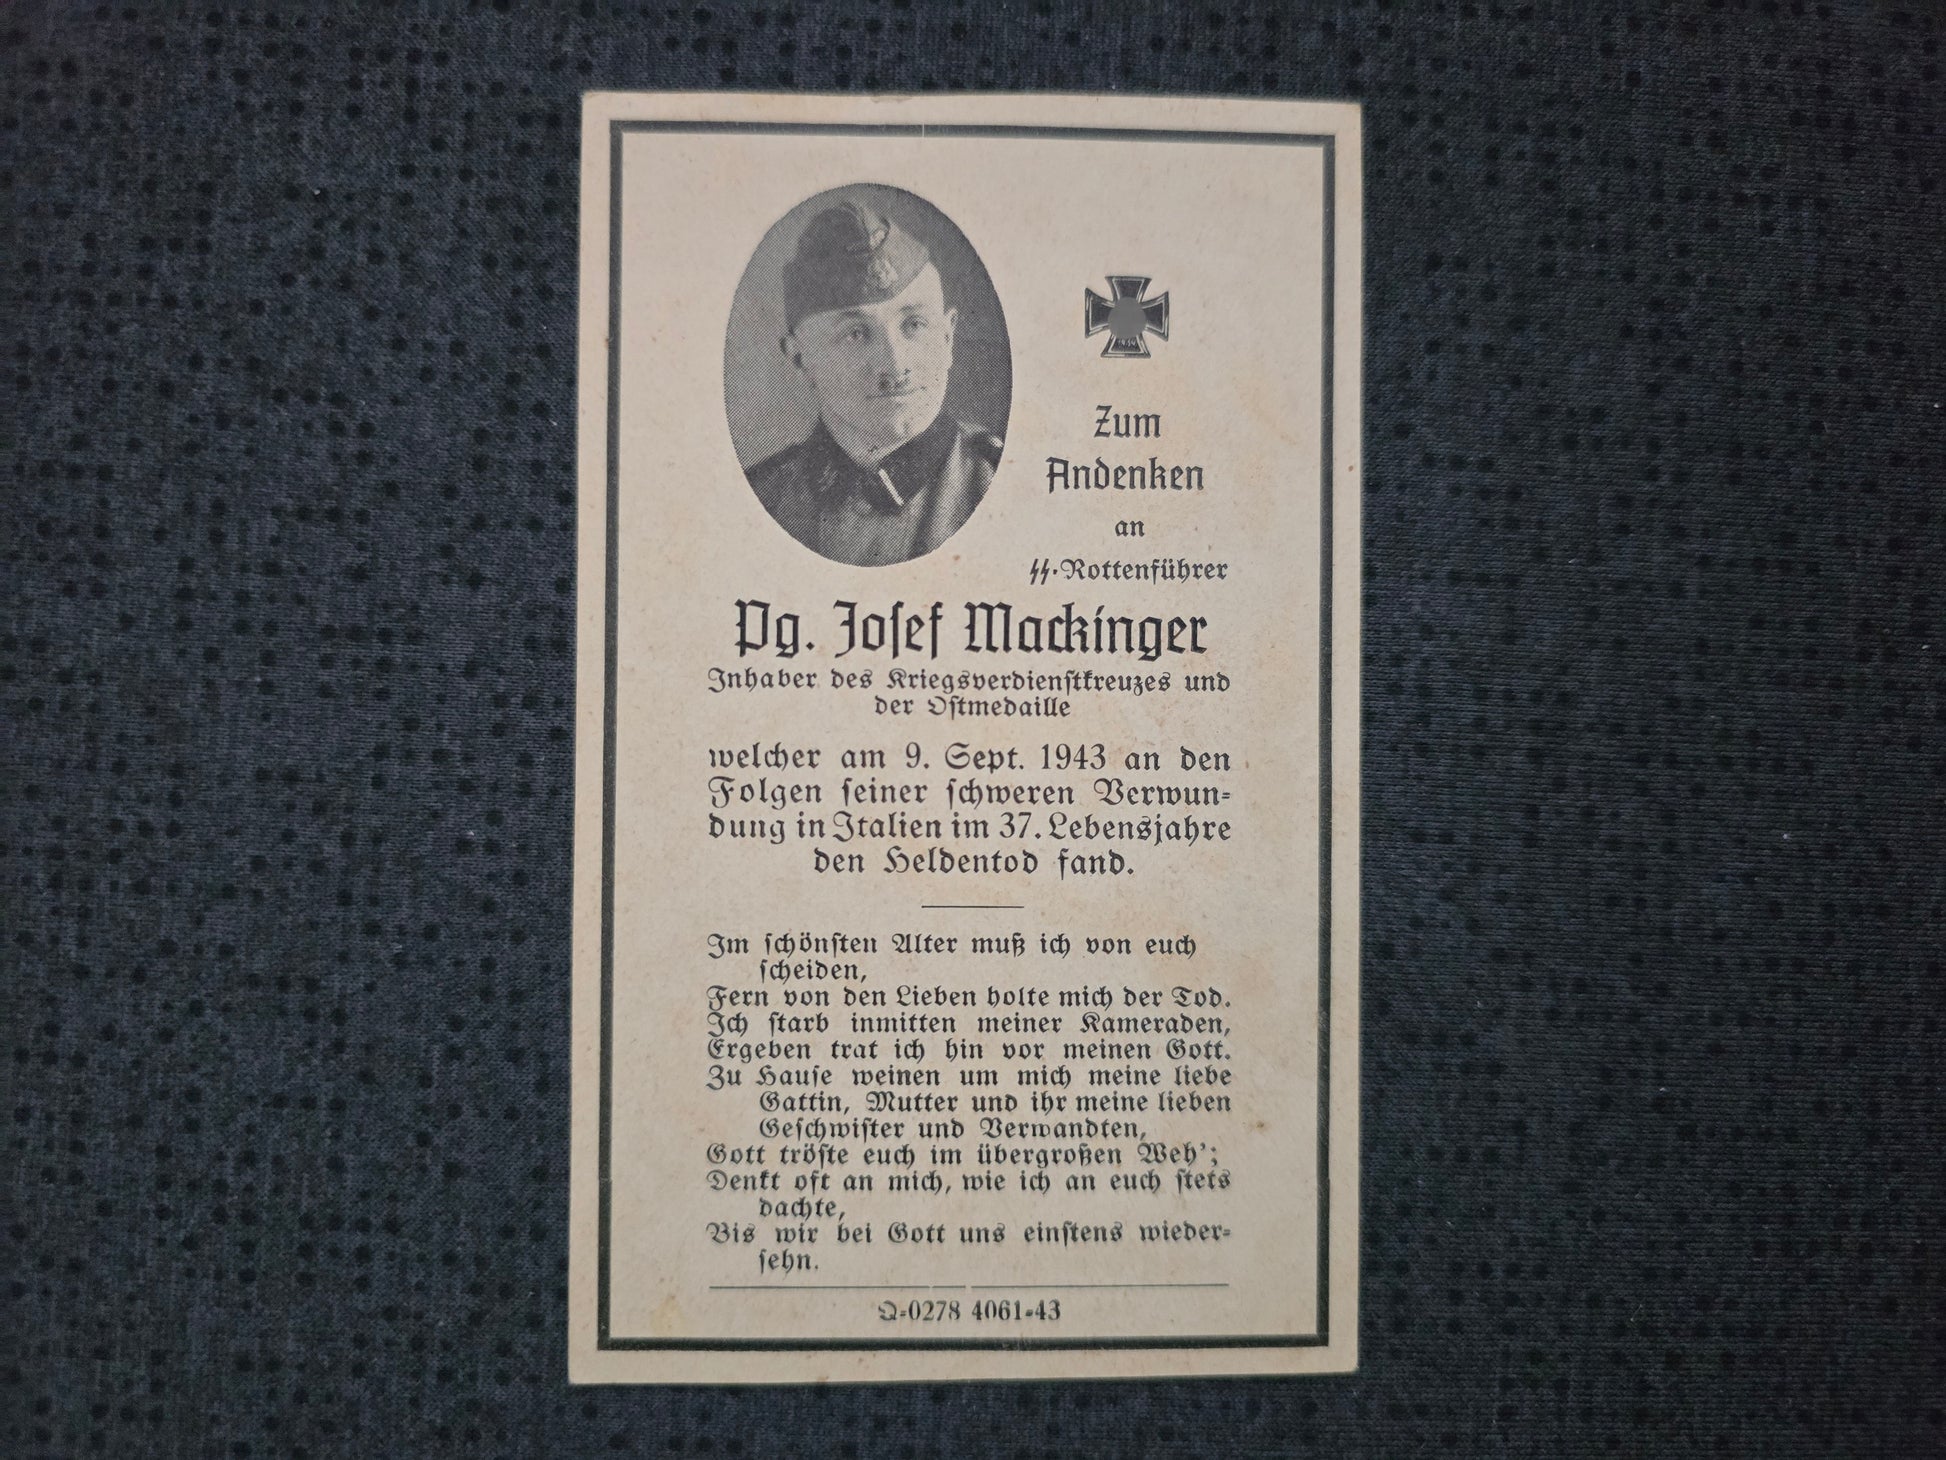 1939
Zum
Andenken
an
SS-Rottenführer
Pg. Josef Mackinger
Inhaber des Kriegsverdienstkreuzes und
der Ostmedaille
welcher am 9. Sept. 1943 an den
Folgen seiner schweren Verwun-
dung in Italien im 37. Lebensjahre
den Heldentod fand.
Im schönsten Alter muß ich von euch
scheiden,
Fern von den Lieben holte mich der Tod.
Ich starb inmitten meiner Kameraden,
Ergeben trat ich hin vor meinen Gott.
Zu Hause weinen um mich meine liebe
Gattin, Mutter und ihr meine lieben
Geschwister und Verwandten,
Gott tröste euch im übergroßen Weh';
Denkt oft an mich, wie ich an euch stets
dachte,
Bis wir bei Gott uns einstens wieder-
sehn.
Q-0278 4061-43